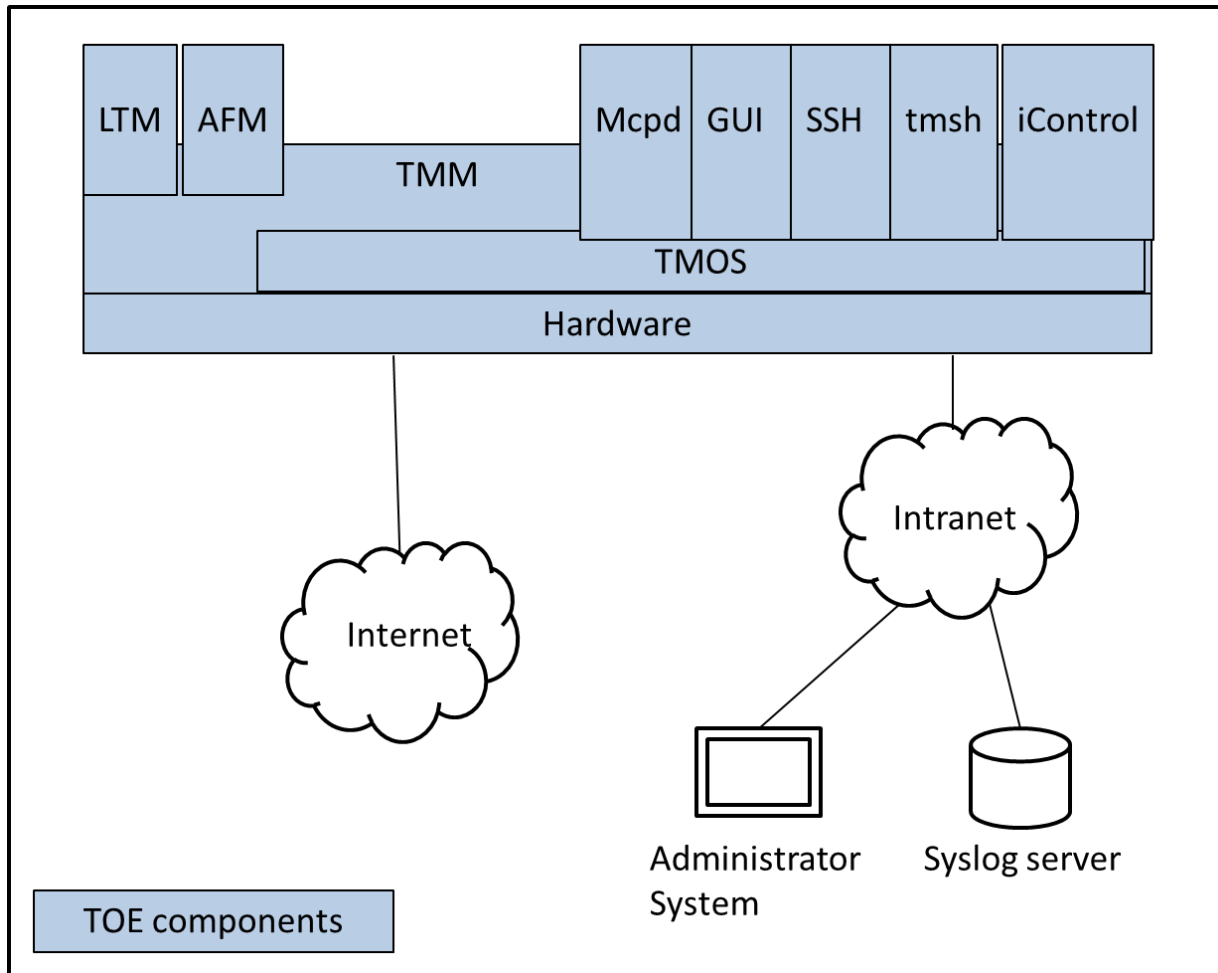 LTM
AFM
Mcpd
GUI
SSH
tmsh
iControl
TMM
TMOS
Hardware
Intranet
Internet
Administrator
System
Syslog server
TOE components